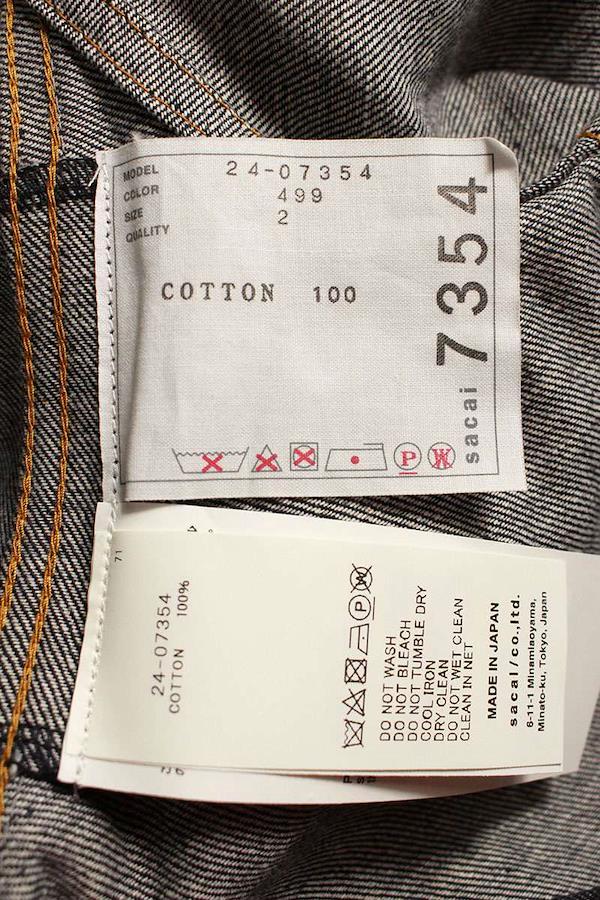 MODEL 24-07354
COLOR 499
SIZE 2
QUALITY
COTTON 100
sacai 7354
P
W
71
24-07354
COTTON 100%
P
W
DO NOT WASH
DO NOT BLEACH
DO NOT TUMBLE DRY
COOL IRON
DRY CLEAN
DO NOT WET CLEAN
CLEAN IN NET
MADE IN JAPAN
sacai/co.,ltd.
6-11-1 Minamiaoyama,
Minato-ku, Tokyo, Japan